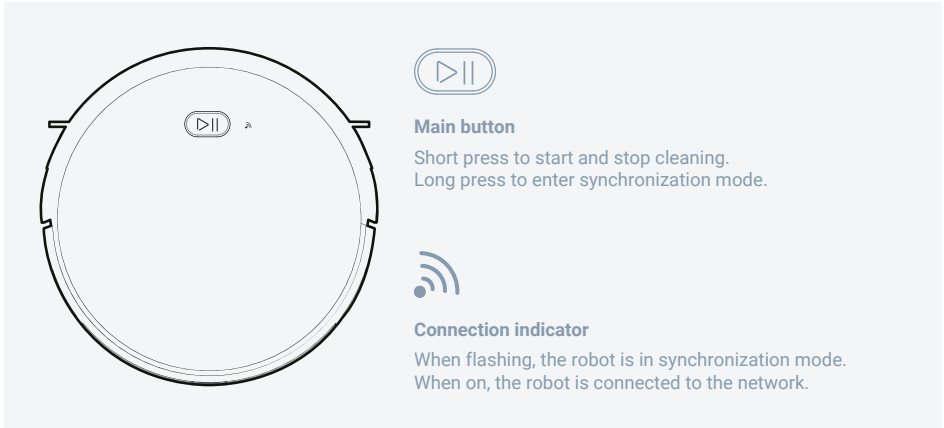 Main button
Short press to start and stop cleaning.
Long press to enter synchronization mode.
Connection indicator
When flashing, the robot is in synchronization mode.
When on, the robot is connected to the network.